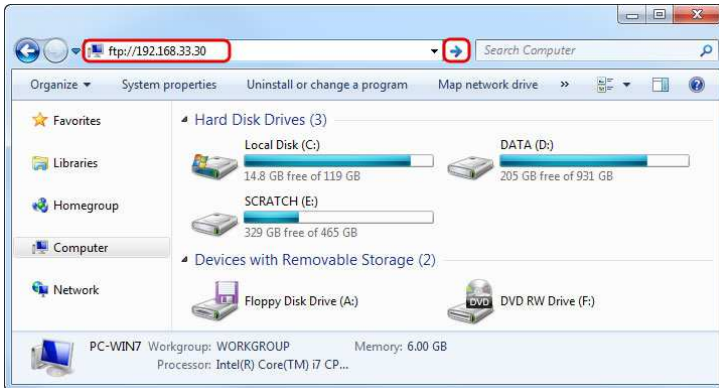 ftp://192.168.33.30
Search Computer
Organize System properties Uninstall or change a program Map network drive »
Favorites
Libraries
Homegroup
Computer
Network
Hard Disk Drives (3)
Local Disk (C:)
14.8 GB free of 119 GB
DATA (D:)
205 GB free of 931 GB
SCRATCH (E:)
329 GB free of 465 GB
Devices with Removable Storage (2)
Floppy Disk Drive (A:)
DVD
DVD RW Drive (F:)
PC-WIN7 Workgroup: WORKGROUP Memory: 6.00 GB
Processor: Intel(R) Core(TM) i7 CP...